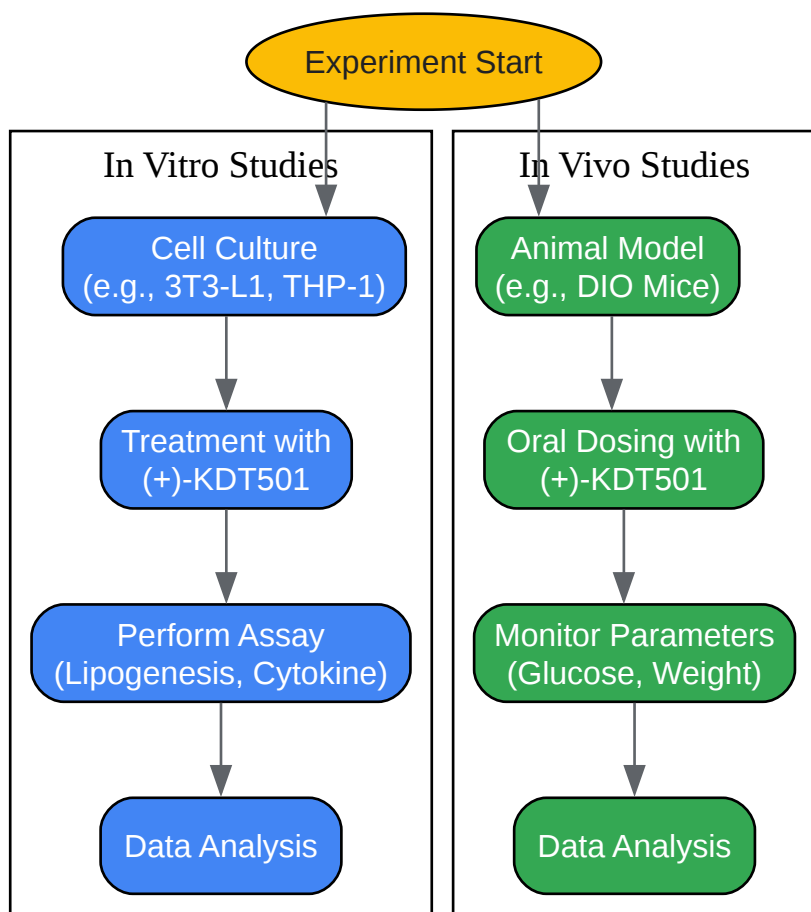 Experiment Start
In Vitro Studies
Cell Culture
(e.g., 3T3-L1, THP-1)
Treatment with
(+)-KDT501
Perform Assay
(Lipogenesis, Cytokine)
Data Analysis
In Vivo Studies
Animal Model
(e.g., DIO Mice)
Oral Dosing with
(+)-KDT501
Monitor Parameters
(Glucose, Weight)
Data Analysis